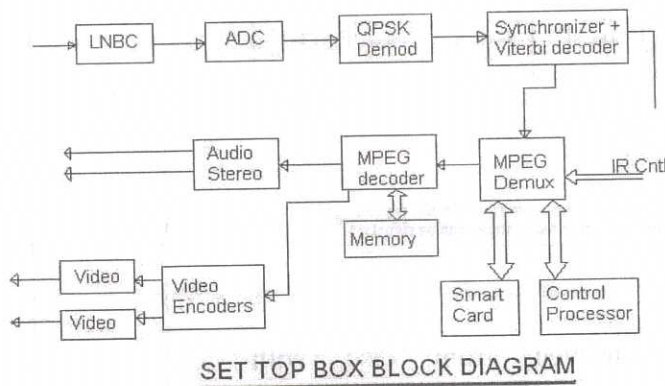 LNBC
ADC
QPSK
Demod
Synchronizer +
Viterbi decoder
Audio
Stereo
MPEG
decoder
MPEG
Demux
IR Cntl
Memory
Video
Video
Video
Encoders
Smart
Card
Control
Processor
SET TOP BOX BLOCK DIAGRAM